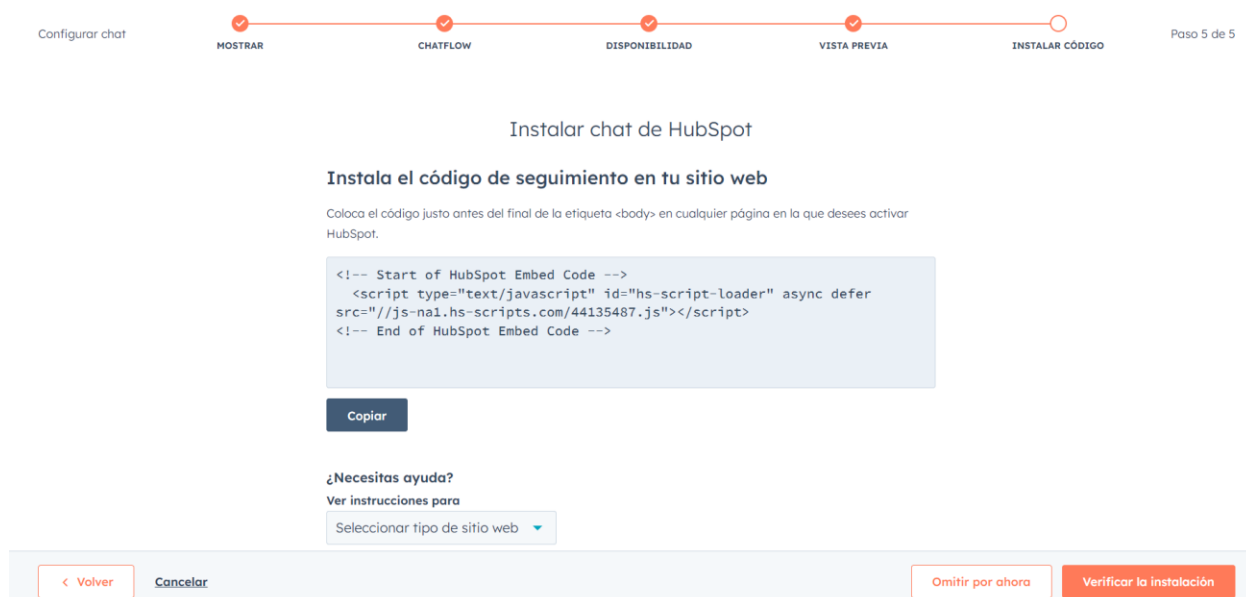 Configurar chat
MOSTRAR
CHATFLOW
DISPONIBILIDAD
VISTA PREVIA
INSTALAR CÓDIGO
Paso 5 de 5
Instalar chat de HubSpot
Instala el código de seguimiento en tu sitio web
Coloca el código justo antes del final de la etiqueta <body> en cualquier página en la que desees activar
HubSpot.
<!-- Start of HubSpot Embed Code -->
<script type="text/javascript" id="hs-script-loader" async defer
src="//js-na1.hs-scripts.com/44135487.js"></script>
<!-- End of HubSpot Embed Code -->
Copiar
¿Necesitas ayuda?
Ver instrucciones para
Seleccionar tipo de sitio web
< Volver
Cancelar
Omitir por ahora
Verificar la instalación